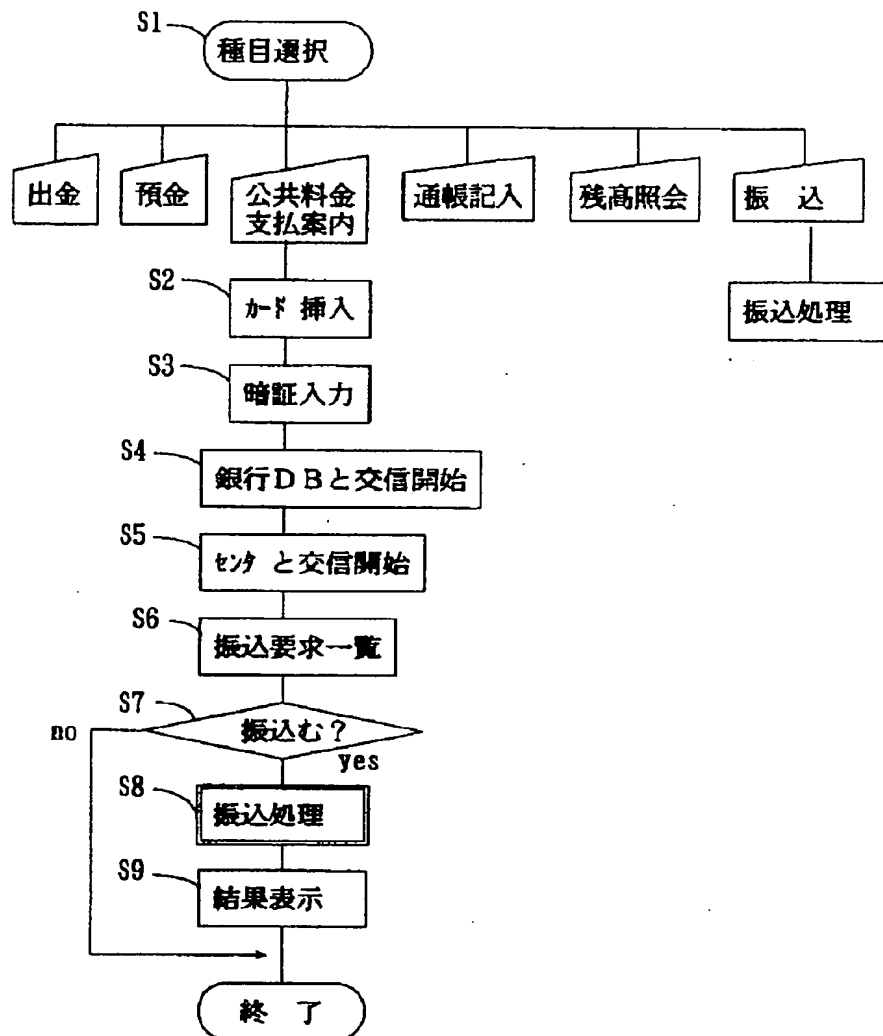 S1
種目選択
出金
預金
公共料金
支払案内
通帳記入
残高照会
振 込
S2
ｶｰﾄﾞ 挿入
振込処理
S3
暗証入力
S4
銀行DBと交信開始
S5
ｾﾝﾀ と交信開始
S6
振込要求一覧
S7
no
振込む?
yes
S8
振込処理
S9
結果表示
終 了